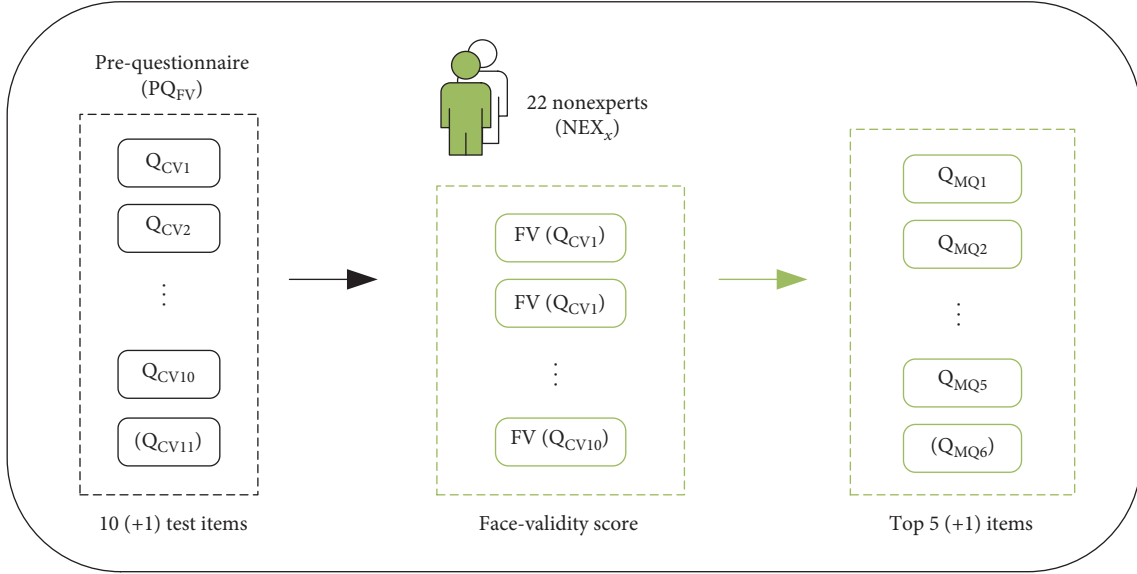 Pre-questionnaire
(PQFV)
QCV1
QCV2
⋮
QCV10
(QCV11)
10 (+1) test items
22 nonexperts
(NEXx)
FV (QCV1)
FV (QCV1)
⋮
FV (QCV10)
Face-validity score
QMQ1
QMQ2
⋮
QMQ5
(QMQ6)
Top 5 (+1) items